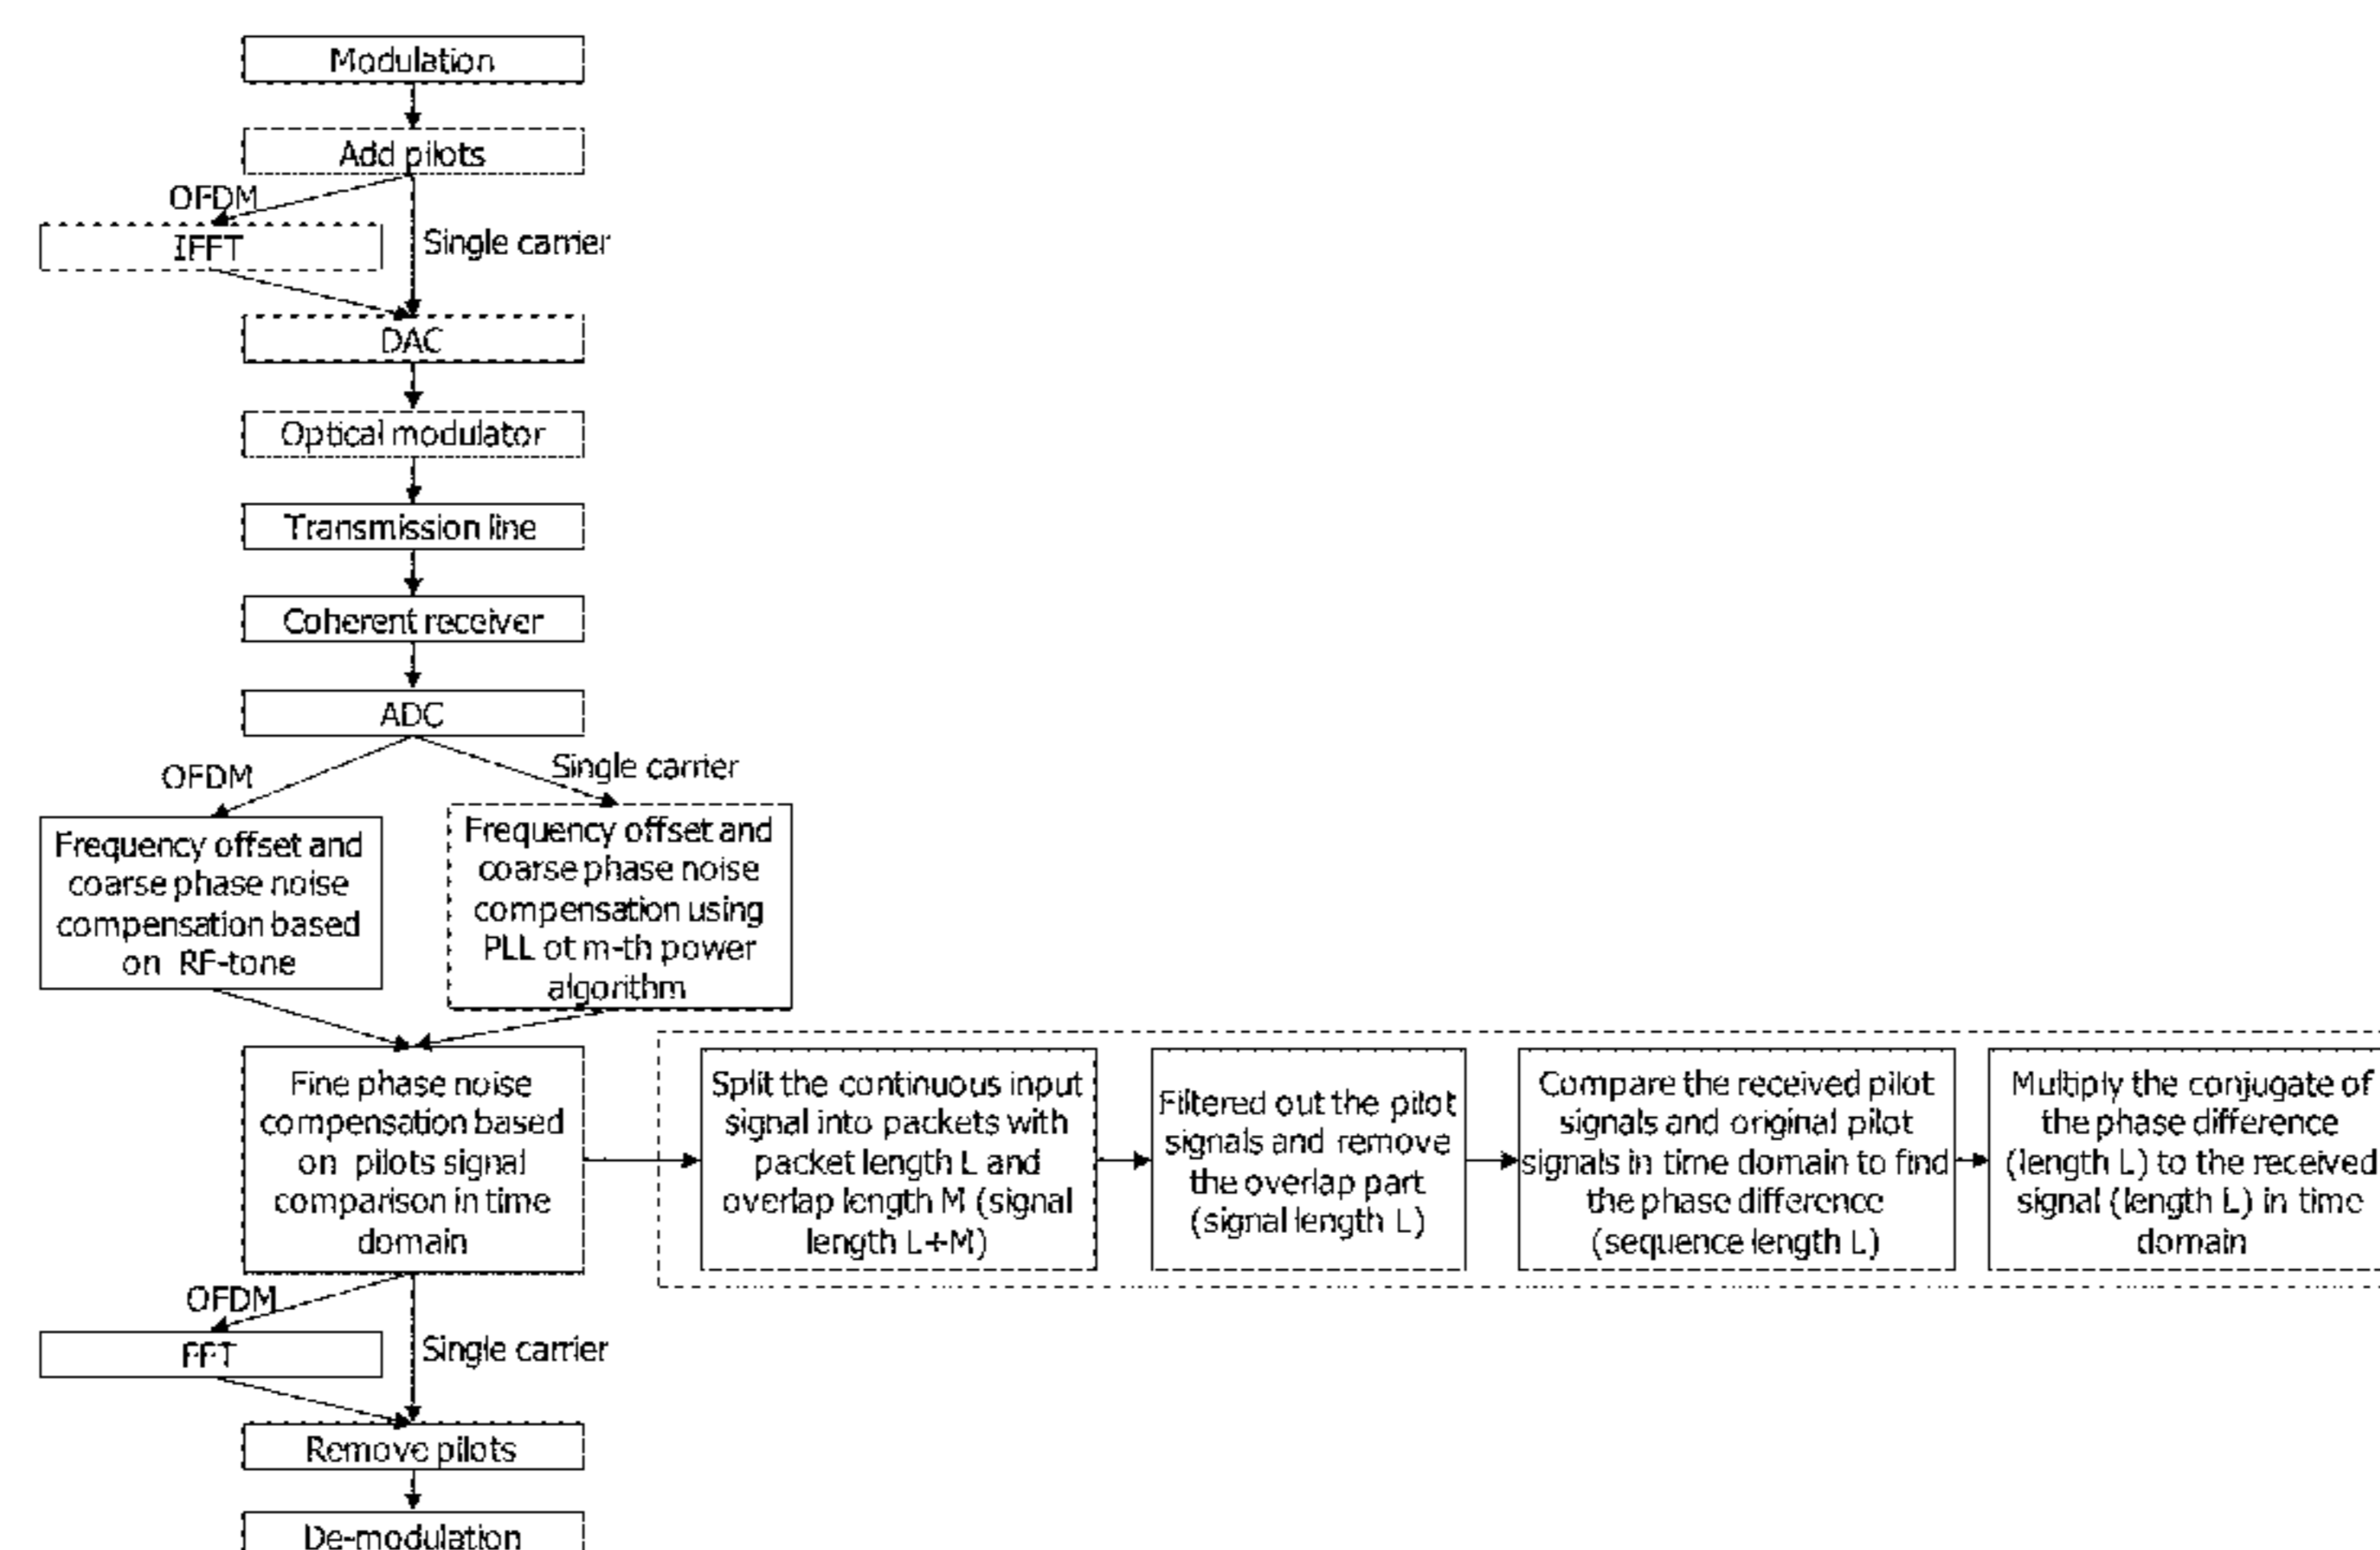 Modulation
Add pilots
OFDM
IFFT
Single carrier
DAC
Optical modulator
Transmission line
Coherent receiver
ADC
OFDM
Single carrier
Frequency offset and
coarse phase noise
compensation based
on RF-tone
Frequency offset and
coarse phase noise
compensation using
PLL ot m-th power
algorithm
Fine phase noise
compensation based
on pilots signal
comparison in time
domain
Split the continuous input
signal into packets with
packet length L and
overlap length M (signal
length L+M)
Filtered out the pilot
signals and remove
the overlap part
(signal length L)
Compare the received pilot
signals and original pilot
signals in time domain to find
the phase difference
(sequence length L)
Multiply the conjugate of
the phase difference
(length L) to the received
signal (length L) in time
domain
OFDM
FFT
Single carrier
Remove pilots
De-modulation